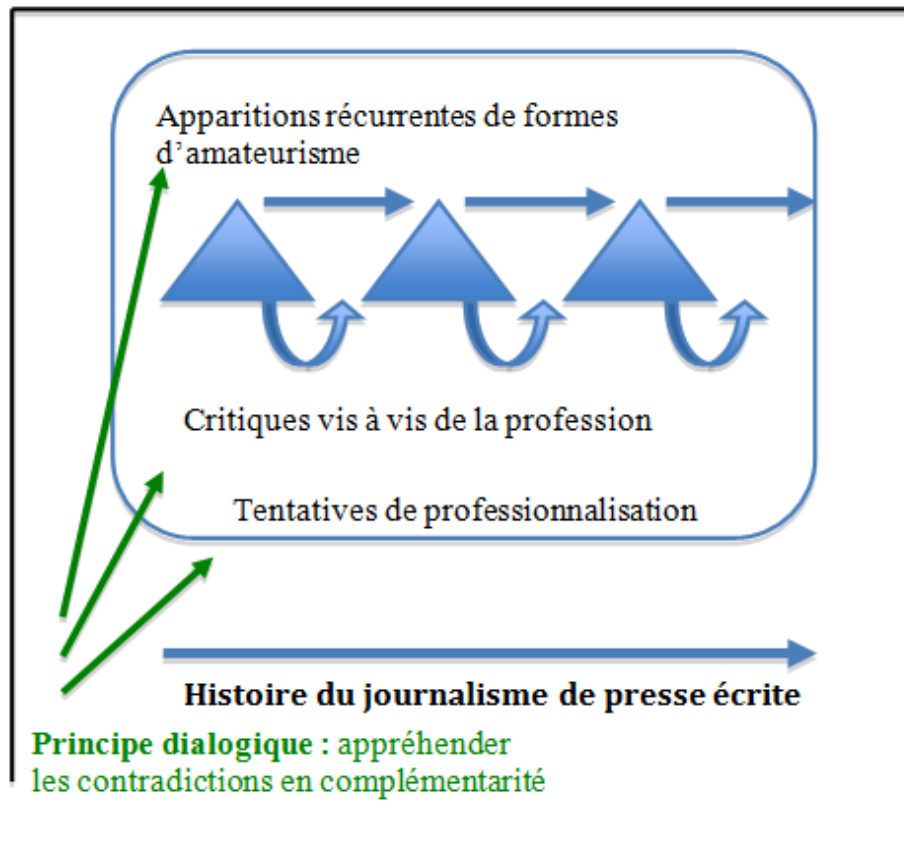 Apparitions récurrentes de formes
d’amateurisme
Critiques vis à vis de la profession
Tentatives de professionnalisation
Histoire du journalisme de presse écrite
Principe dialogique : appréhender
les contradictions en complémentarité